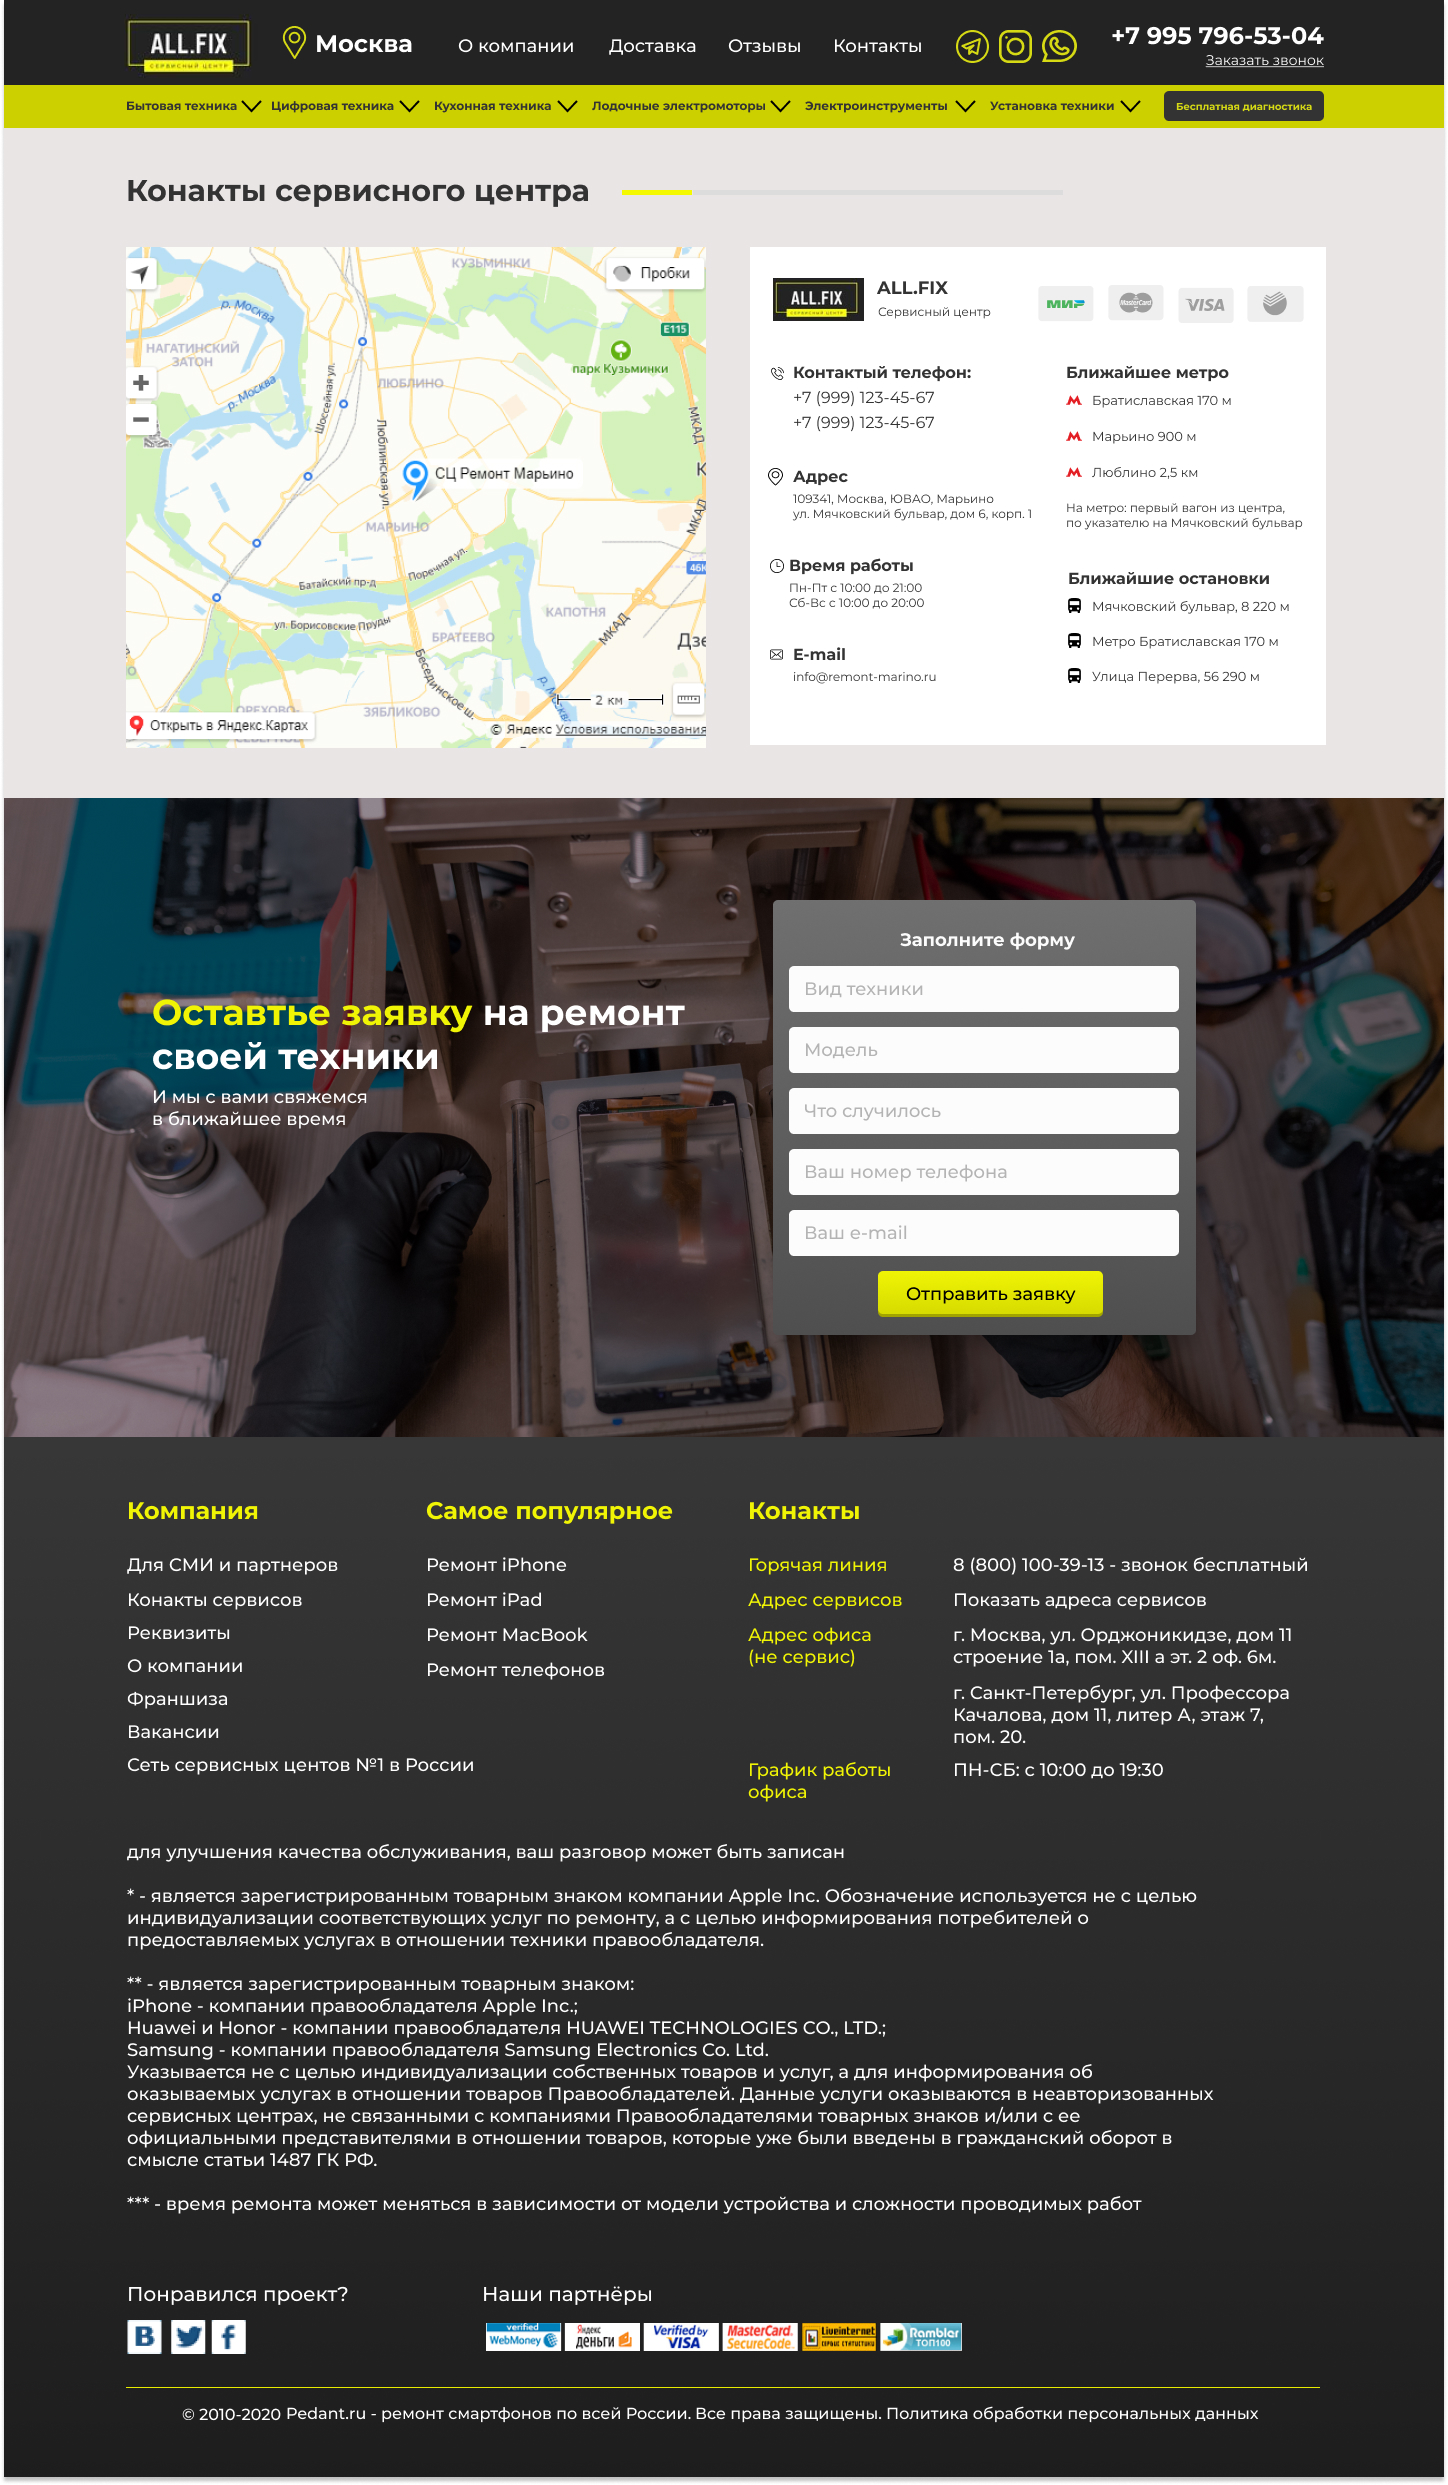 ALL.FIX
СЕРВИСНЫЙ ЦЕНТР
Москва
О компании
Доставка
Отзывы
Контакты
+7 995 796-53-04
Заказать звонок
Бытовая техника
Цифровая техника
Кухонная техника
Лодочные электромоторы
Электроинструменты
Установка техники
Бесплатная диагностика
Конакты сервисного центра
КУЗЬМИНКИ
Пробки
р. Москва
E115
НАГАТИНСКИЙ
ЗАТОН
парк Кузьминки
ЛЮБЛИНО
р. Москва
Шоссейная ул.
Люблинская ул.
МКАД
К
СЦ Ремонт Марьино
МАРЬИНО
МКАД
Поречная ул.
46К
Батайский пр-д
КАПОТНЯ
ул. Борисовские Пруды
БРАТЕЕВО
МКАД
Дзе
Бесединское ш.
р. Москва
2 км
ОРЕХОВО-
ЗЯБЛИКОВО
Открыть в Яндекс.Картах
© Яндекс Условия использования
ALL.FIX
СЕРВИСНЫЙ ЦЕНТР
ALL.FIX
Сервисный центр
МИР
MasterCard
VISA
Контактый телефон:
+7 (999) 123-45-67
+7 (999) 123-45-67
Адрес
109341, Москва, ЮВАО, Марьино
ул. Мячковский бульвар, дом 6, корп. 1
Время работы
Пн-Пт с 10:00 до 21:00
Сб-Вс с 10:00 до 20:00
E-mail
info@remont-marino.ru
Ближайшее метро
Братиславская 170 м
Марьино 900 м
Люблино 2,5 км
На метро: первый вагон из центра,
по указателю на Мячковский бульвар
Ближайшие остановки
Мячковский бульвар, 8 220 м
Метро Братиславская 170 м
Улица Перерва, 56 290 м
Оставтье заявку на ремонт
своей техники
И мы с вами свяжемся
в ближайшее время
Заполните форму
Вид техники
Модель
Что случилось
Ваш номер телефона
Ваш e-mail
Отправить заявку
Компания
Для СМИ и партнеров
Конакты сервисов
Реквизиты
О компании
Франшиза
Вакансии
Сеть сервисных центов №1 в России
Самое популярное
Ремонт iPhone
Ремонт iPad
Ремонт MacBook
Ремонт телефонов
Конакты
Горячая линия
8 (800) 100-39-13 - звонок бесплатный
Адрес сервисов
Показать адреса сервисов
Адрес офиса
(не сервис)
г. Москва, ул. Орджоникидзе, дом 11
строение 1а, пом. XIII а эт. 2 оф. 6м.
г. Санкт-Петербург, ул. Профессора
Качалова, дом 11, литер А, этаж 7,
пом. 20.
График работы
офиса
ПН-СБ: с 10:00 до 19:30
для улучшения качества обслуживания, ваш разговор может быть записан
* - является зарегистрированным товарным знаком компании Apple Inc. Обозначение используется не с целью
индивидуализации соответствующих услуг по ремонту, а с целью информирования потребителей о
предоставляемых услугах в отношении техники правообладателя.
** - является зарегистрированным товарным знаком:
iPhone - компании правообладателя Apple Inc.;
Huawei и Honor - компании правообладателя HUAWEI TECHNOLOGIES CO., LTD.;
Samsung - компании правообладателя Samsung Electronics Co. Ltd.
Указывается не с целью индивидуализации собственных товаров и услуг, а для информирования об
оказываемых услугах в отношении товаров Правообладателей. Данные услуги оказываются в неавторизованных
сервисных центрах, не связанными с компаниями Правообладателями товарных знаков и/или с ее
официальными представителями в отношении товаров, которые уже были введены в гражданский оборот в
смысле статьи 1487 ГК РФ.
*** - время ремонта может меняться в зависимости от модели устройства и сложности проводимых работ
Понравился проект?
Наши партнёры
verified
WebMoney
Яндекс
деньги
Verified by
VISA
MasterCard.
SecureCode.
Liveinternet
СЕРВИС СТАТИСТИКИ
Rambler
ТОП100
© 2010-2020 Pedant.ru - ремонт смартфонов по всей России. Все права защищены. Политика обработки персональных данных